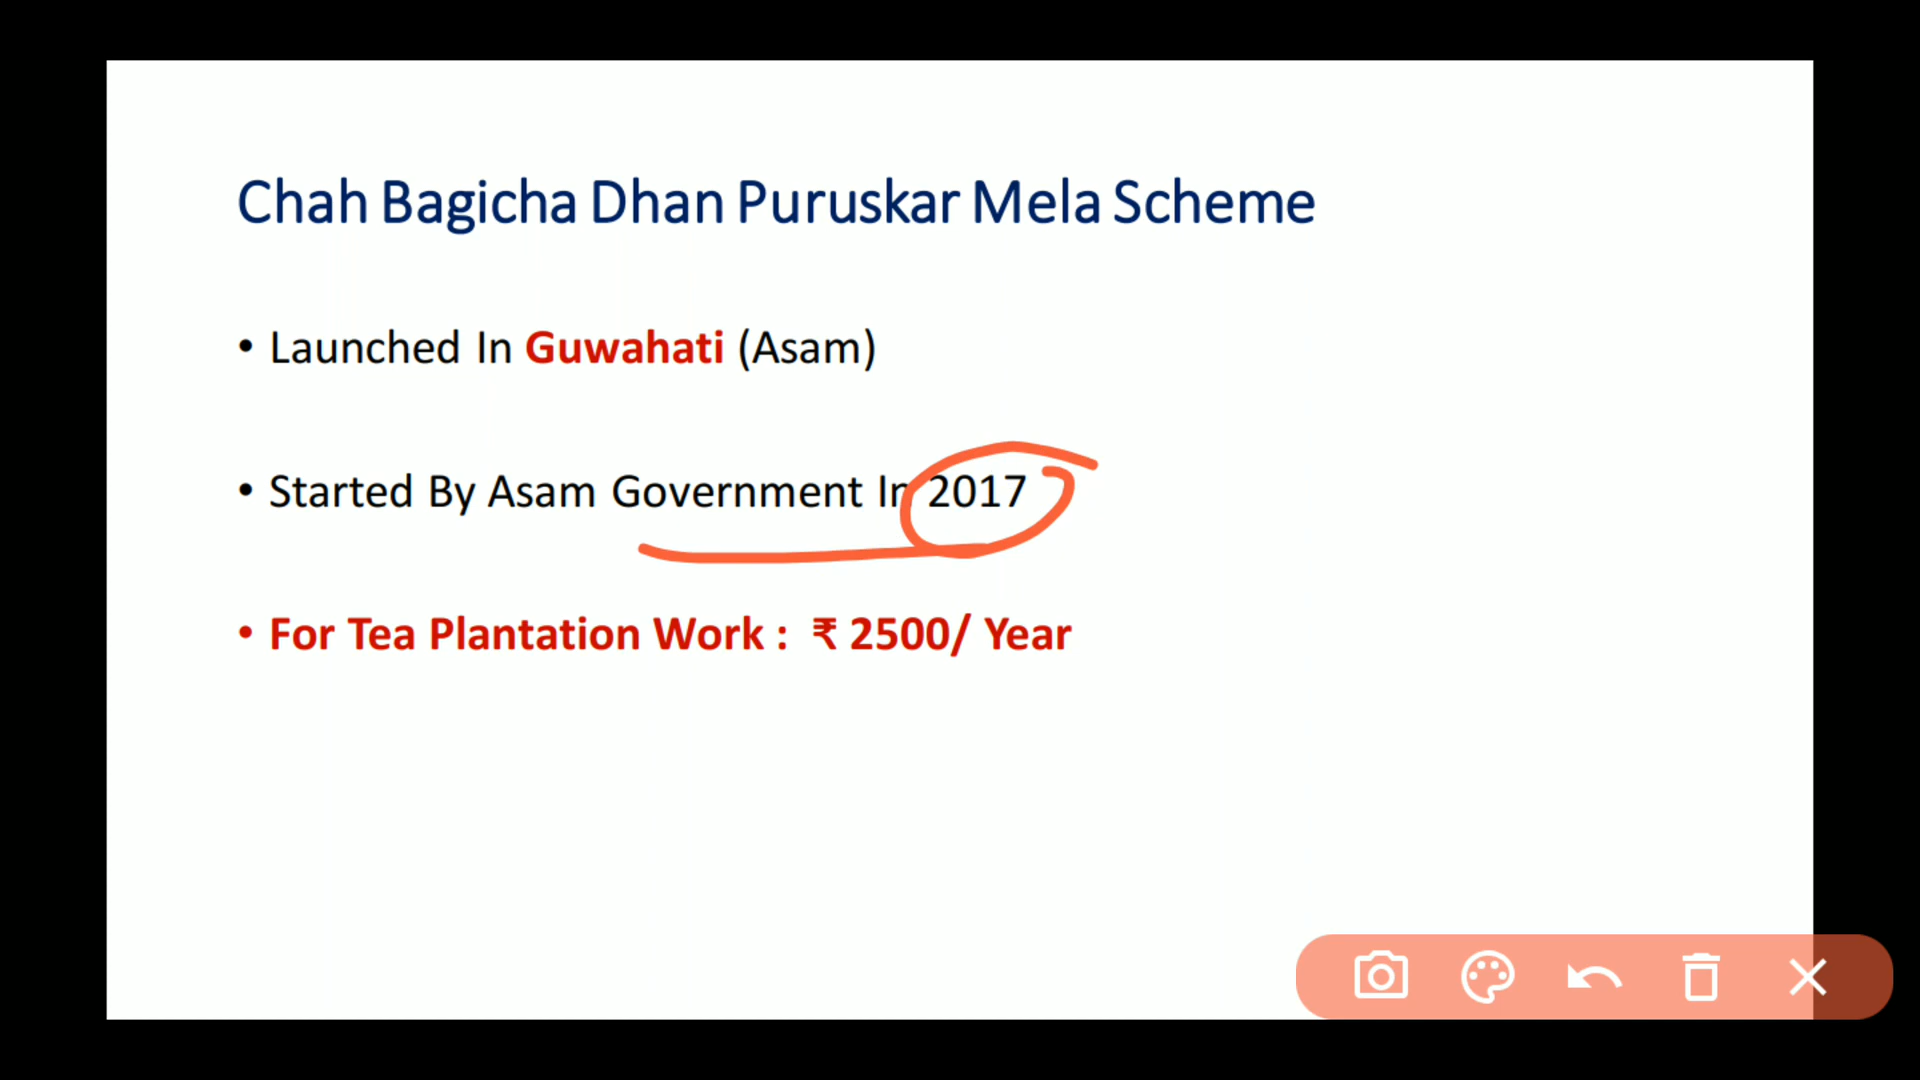 Chah Bagicha Dhan Puruskar Mela Scheme
• Launched In Guwahati (Asam)
• Started By Asam Government In 2017
• For Tea Plantation Work : ₹ 2500/ Year